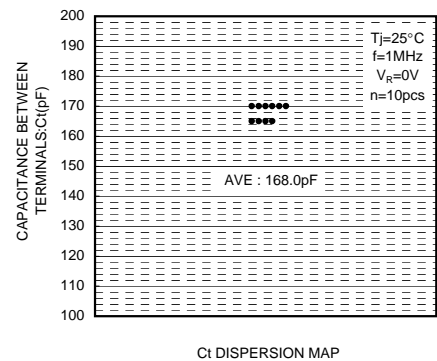 200
190
180
170
160
150
140
130
120
110
100
CAPACITANCE BETWEEN
TERMINALS:Ct(pF)
Tj=25°C
f=1MHz
VR=0V
n=10pcs
AVE : 168.0pF
Ct DISPERSION MAP